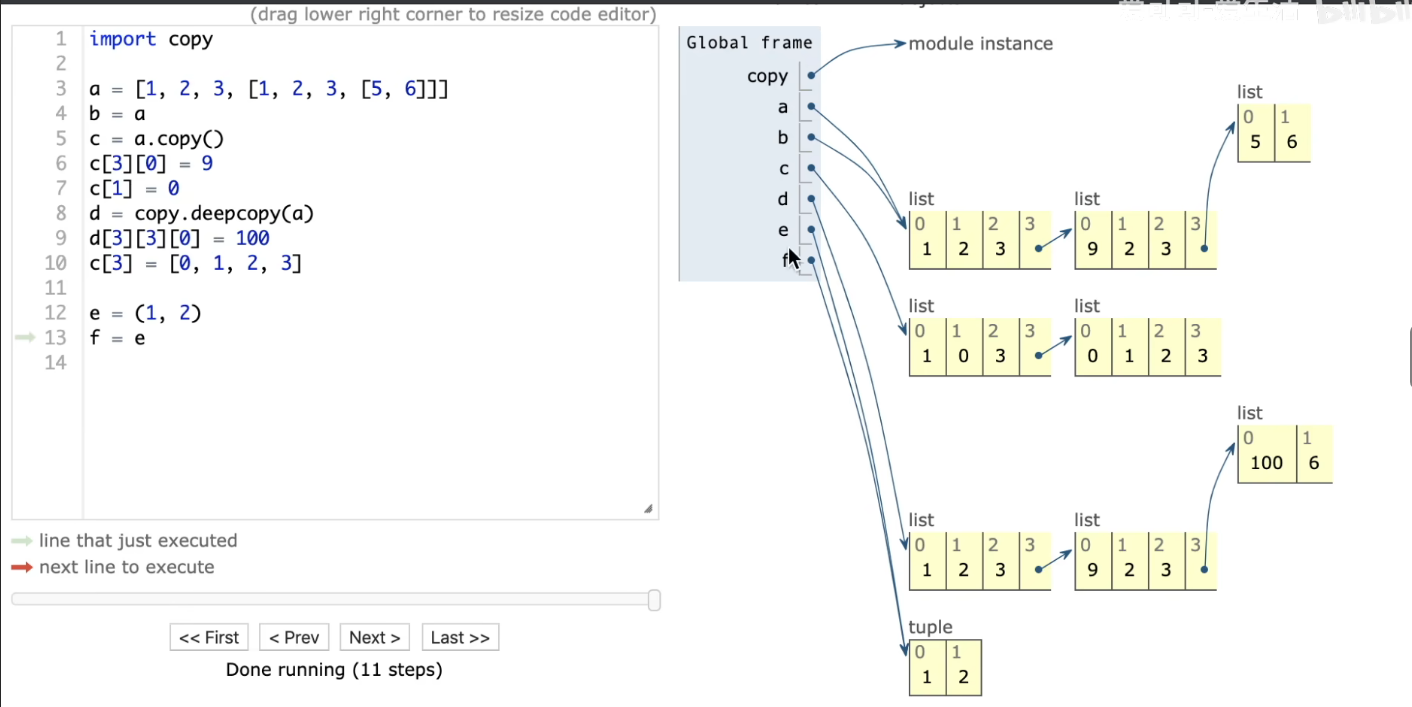 (drag lower right corner to resize code editor)
1 import copy
2
3 a = [1, 2, 3, [1, 2, 3, [5, 6]]]
4 b = a
5 c = a.copy()
6 c[3][0] = 9
7 c[1] = 0
8 d = copy.deepcopy(a)
9 d[3][3][0] = 100
10 c[3] = [0, 1, 2, 3]
11
12 e = (1, 2)
13 f = e
14
line that just executed
next line to execute
<< First < Prev Next > Last >>
Done running (11 steps)
Global frame
copy
a
b
c
d
e
f
module instance
list
0 1
5 6
list list
0 1 2 3 0 1 2 3
1 2 3 9 2 3
list list
0 1 2 3 0 1 2 3
1 0 3 0 1 2 3
list
0 1
100 6
list list
0 1 2 3 0 1 2 3
1 2 3 9 2 3
tuple
0 1
1 2